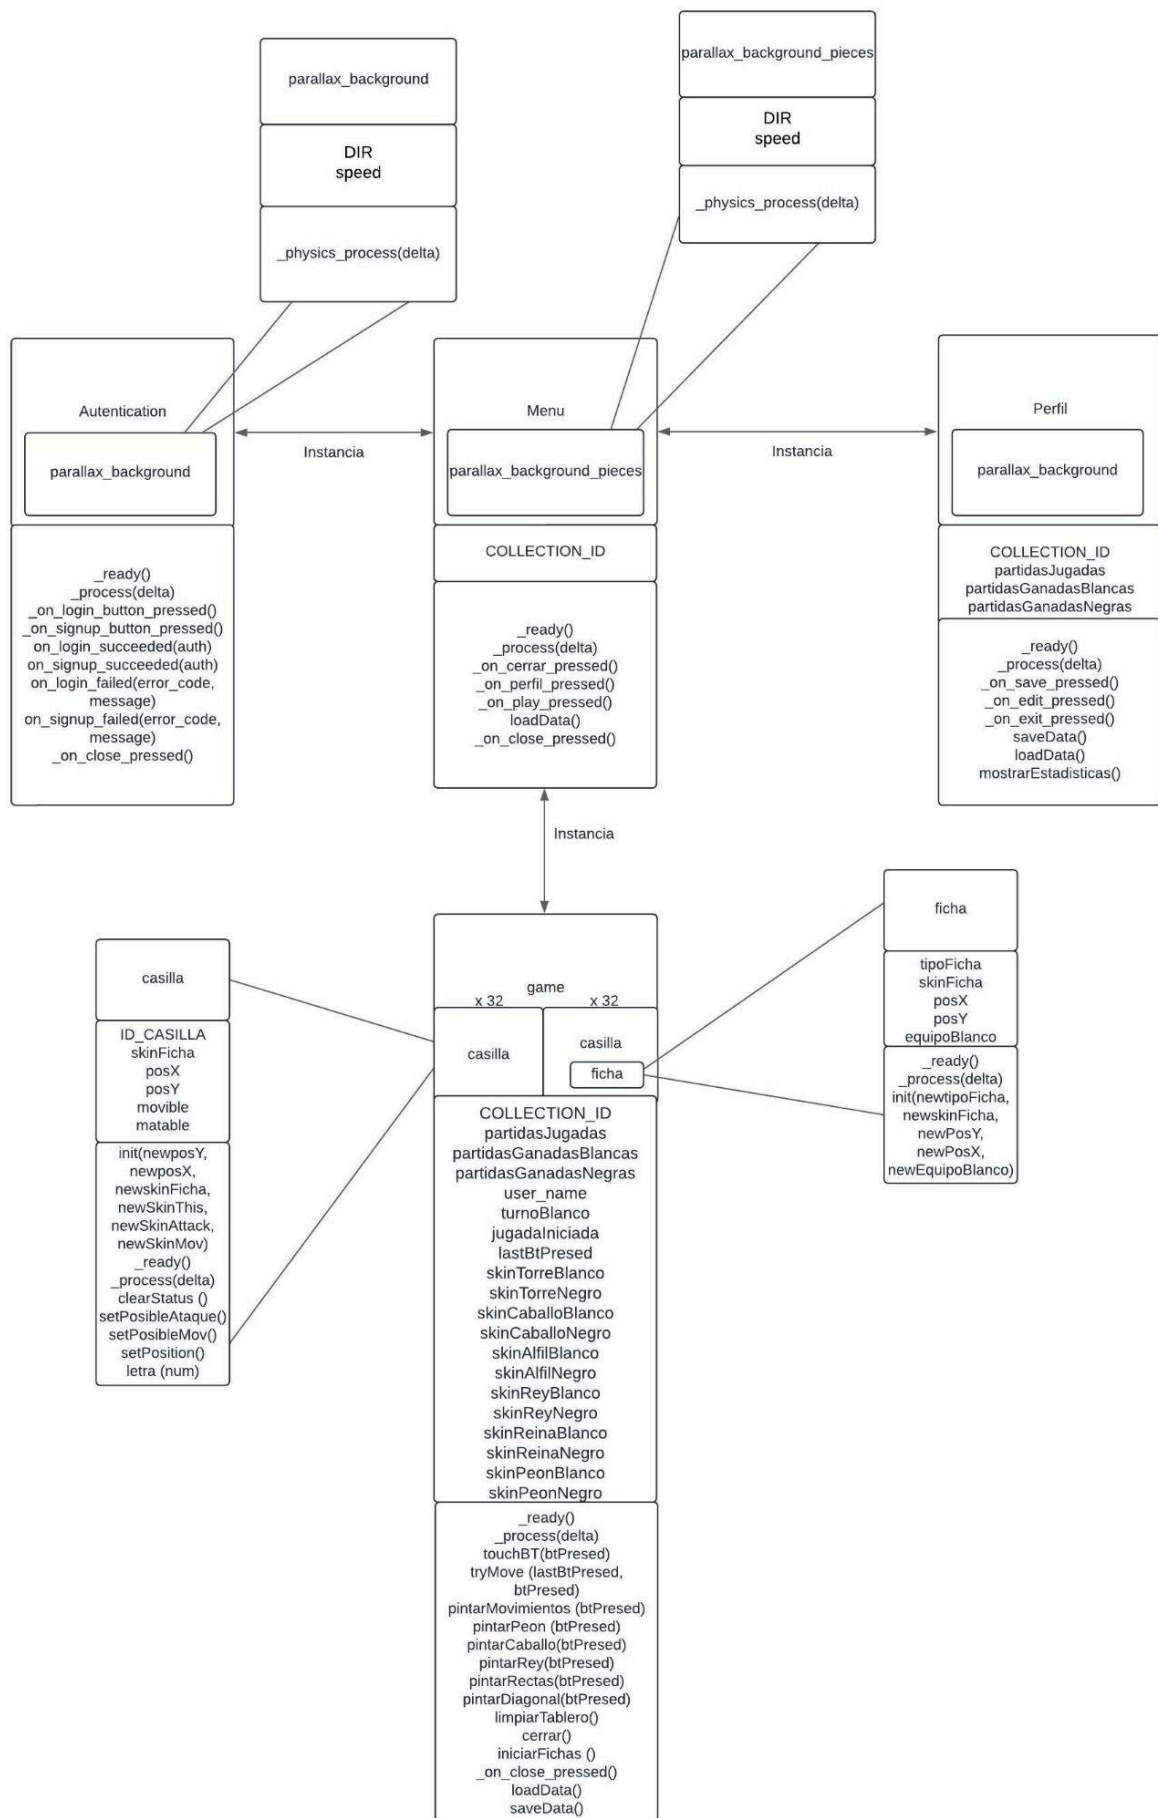 parallax_background
DIR
speed
_physics_process(delta)
parallax_background_pieces
DIR
speed
_physics_process(delta)
Autentication
parallax_background
_ready()
_process(delta)
_on_login_button_pressed()
_on_signup_button_pressed()
on_login_succeeded(auth)
on_signup_succeeded(auth)
on_login_failed(error_code,
message)
on_signup_failed(error_code,
message)
_on_close_pressed()
Instancia
Menu
parallax_background_pieces
COLLECTION_ID
_ready()
_process(delta)
_on_cerrar_pressed()
_on_perfil_pressed()
_on_play_pressed()
loadData()
_on_close_pressed()
Instancia
Perfil
parallax_background
COLLECTION_ID
partidasJugadas
partidasGanadasBlancas
partidasGanadasNegras
_ready()
_process(delta)
_on_save_pressed()
_on_edit_pressed()
_on_exit_pressed()
saveData()
loadData()
mostrarEstadisticas()
Instancia
casilla
ID_CASILLA
skinFicha
posX
posY
movible
matable
init(newposY,
newposX,
newskinFicha,
newSkinThis,
newSkinAttack,
newSkinMov)
_ready()
_process(delta)
clearStatus ()
setPosibleAtaque()
setPosibleMov()
setPosition()
letra (num)
game
x 32
x 32
casilla
casilla
ficha
COLLECTION_ID
partidasJugadas
partidasGanadasBlancas
partidasGanadasNegras
user_name
turnoBlanco
jugadaIniciada
lastBtPresed
skinTorreBlanco
skinTorreNegro
skinCaballoBlanco
skinCaballoNegro
skinAlfilBlanco
skinAlfilNegro
skinReyBlanco
skinReyNegro
skinReinaBlanco
skinReinaNegro
skinPeonBlanco
skinPeonNegro
_ready()
_process(delta)
touchBT(btPresed)
tryMove (lastBtPresed,
btPresed)
pintarMovimientos (btPresed)
pintarPeon (btPresed)
pintarCaballo(btPresed)
pintarRey(btPresed)
pintarRectas(btPresed)
pintarDiagonal(btPresed)
limpiarTablero()
cerrar()
iniciarFichas ()
_on_close_pressed()
loadData()
saveData()
ficha
tipoFicha
skinFicha
posX
posY
equipoBlanco
_ready()
_process(delta)
init(newtipoFicha,
newskinFicha,
newPosY,
newPosX,
newEquipoBlanco)